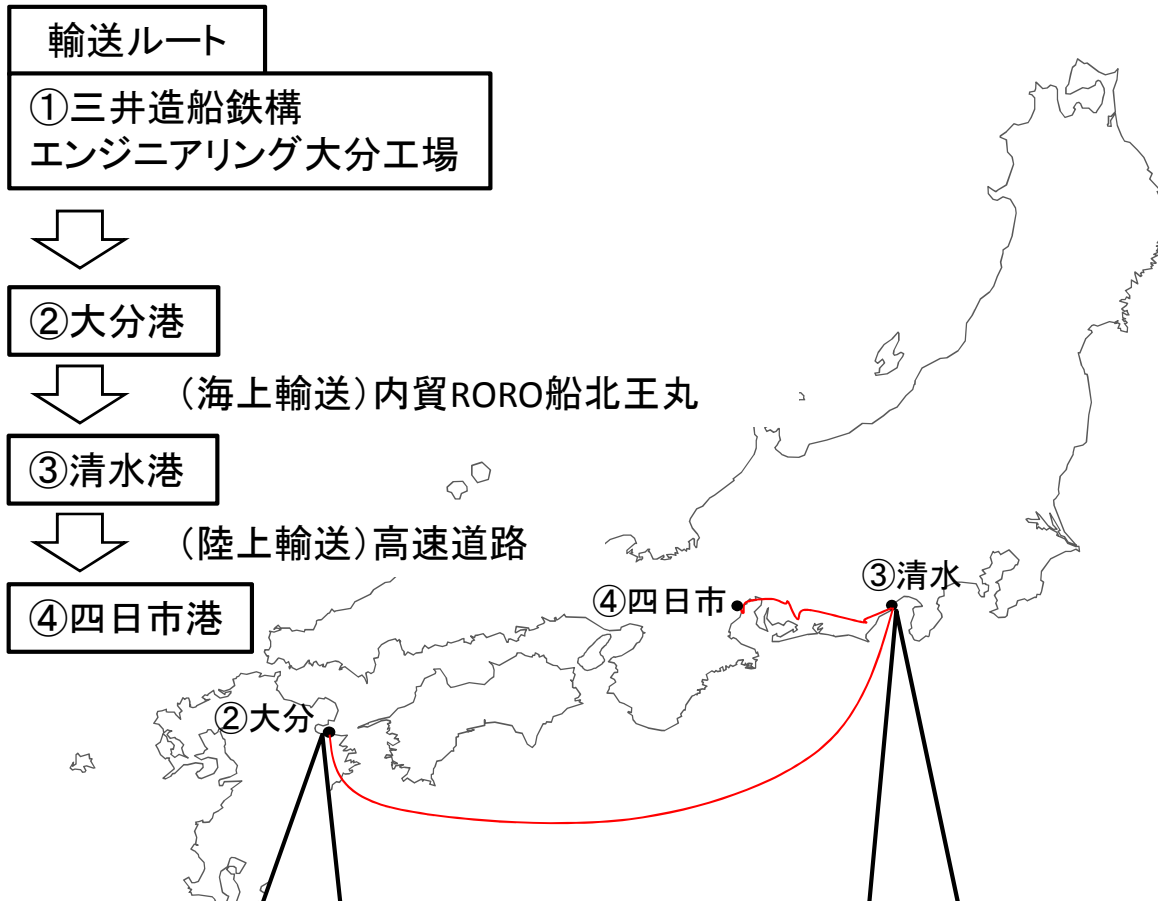 輸送ルート
①三井造船鉄構
エンジニアリング大分工場
②大分港
（海上輸送）内貿RORO船北王丸
③清水港
（陸上輸送）高速道路
④四日市港
③清水
④四日市
②大分